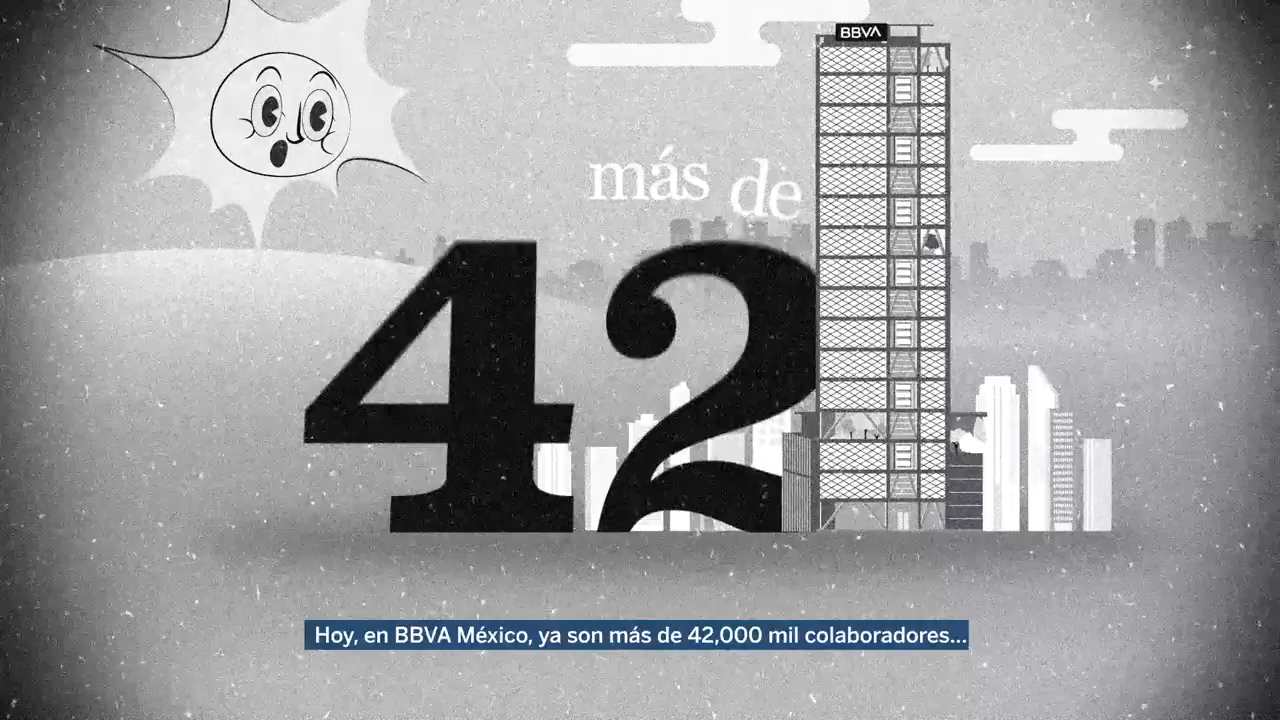 BBVA
más de
42
Hoy, en BBVA México, ya son más de 42,000 mil colaboradores...